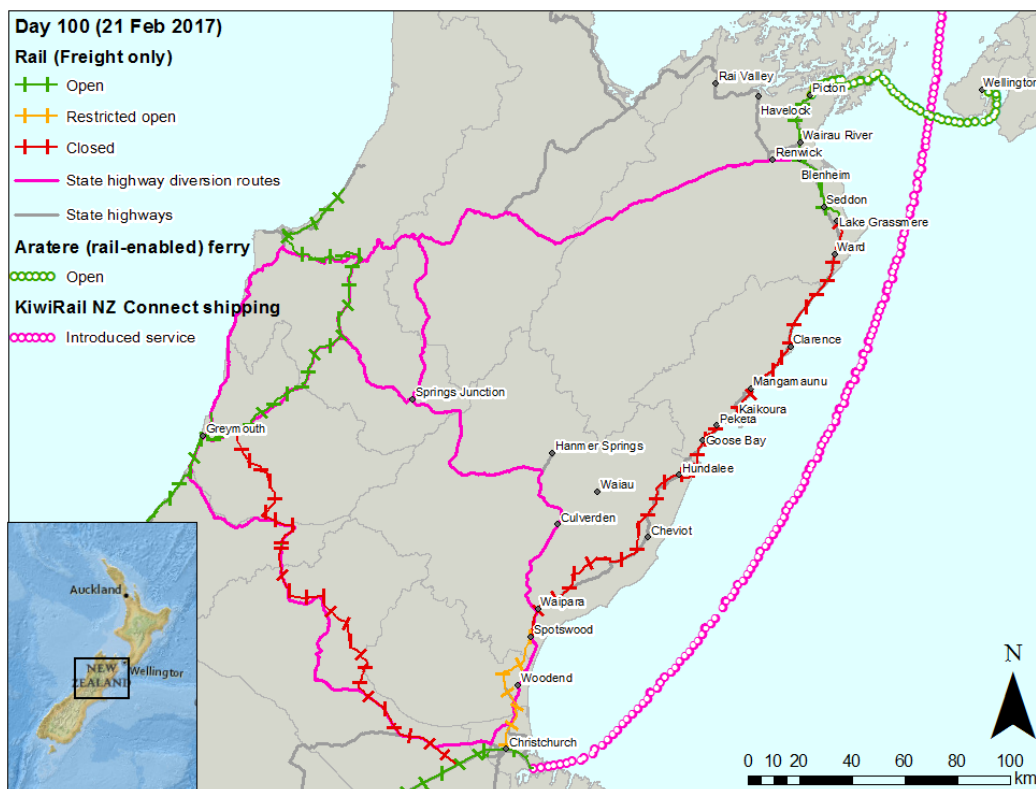 Day 100 (21 Feb 2017)
Rail (Freight only)
Open
Restricted open
Closed
State highway diversion routes
State highways
Aratere (rail-enabled) ferry
Open
KiwiRail NZ Connect shipping
Introduced service
Rai Valley
Picton
Wellington
Havelock
Wairau River
Renwick
Blenheim
Seddon
Lake Grassmere
Ward
Clarence
Mangamaunu
Springs Junction
Kaikoura
Peketa
Greymouth
Goose Bay
Hanmer Springs
Hundalee
Waiau
Culverden
Cheviot
Waipara
Spotswood
Woodend
Christchurch
Auckland
Wellington
NEW
ZEALAND
N
0 10 20 40 60 80 100
km